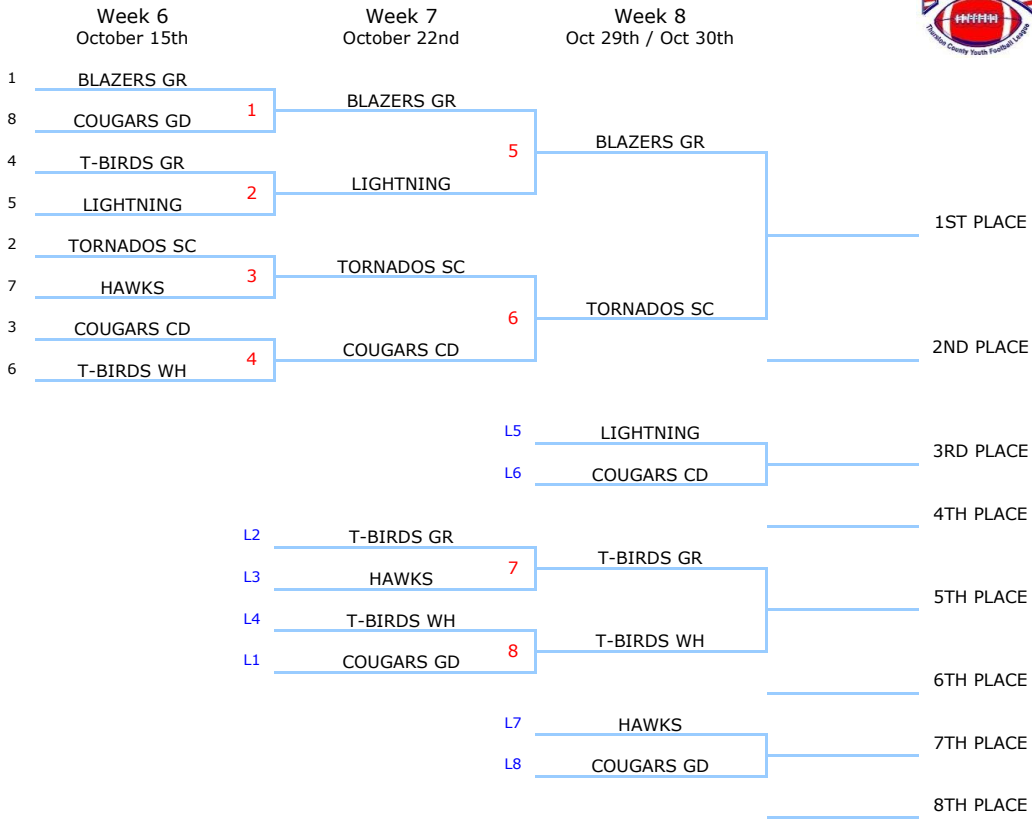 Week 6
October 15th
Week 7
October 22nd
Week 8
Oct 29th / Oct 30th
Thurston County Youth Football League
1
BLAZERS GR
8
COUGARS GD
1
4
T-BIRDS GR
5
LIGHTNING
2
2
TORNADOS SC
7
HAWKS
3
3
COUGARS CD
6
T-BIRDS WH
4
BLAZERS GR
LIGHTNING
5
TORNADOS SC
COUGARS CD
6
BLAZERS GR
TORNADOS SC
1ST PLACE
2ND PLACE
L5
LIGHTNING
L6
COUGARS CD
3RD PLACE
4TH PLACE
L2
T-BIRDS GR
L3
HAWKS
7
L4
T-BIRDS WH
L1
COUGARS GD
8
T-BIRDS GR
T-BIRDS WH
5TH PLACE
6TH PLACE
L7
HAWKS
L8
COUGARS GD
7TH PLACE
8TH PLACE